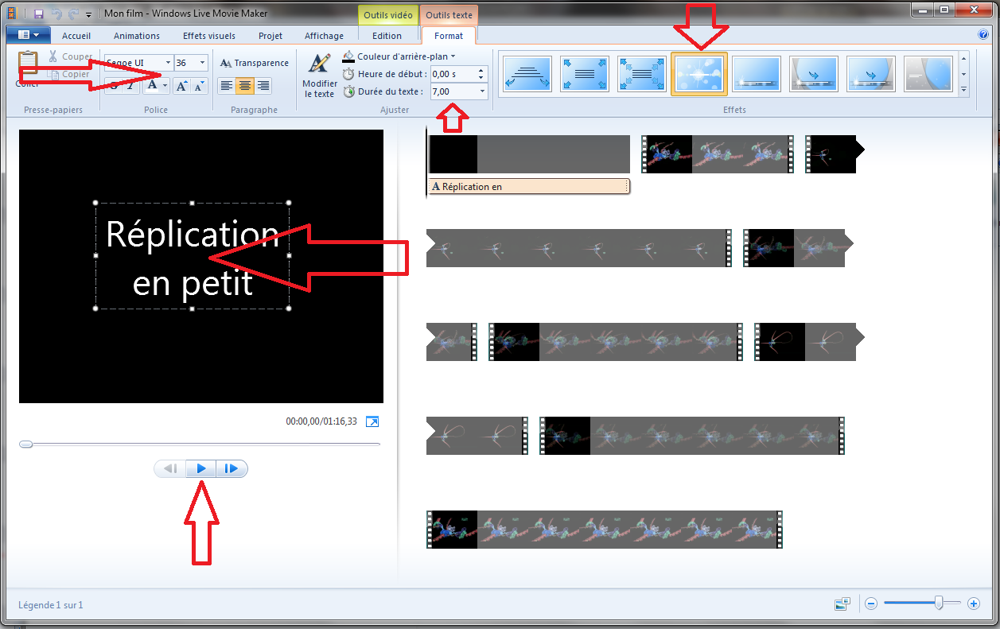 Mon film - Windows Live Movie Maker
Outils vidéo
Outils texte
Accueil
Animations
Effets visuels
Projet
Affichage
Edition
Format
Couper
Copier
Coller
Presse-papiers
Segoe UI
36
G I
A
A A
Police
AA Transparence
Paragraphe
Modifier
le texte
Couleur d'arrière-plan
Heure de début : 0,00 s
Durée du texte : 7,00
Ajuster
Effets
Réplication
en petit
00:00,00/01:16,33
A Réplication en
Légende 1 sur 1